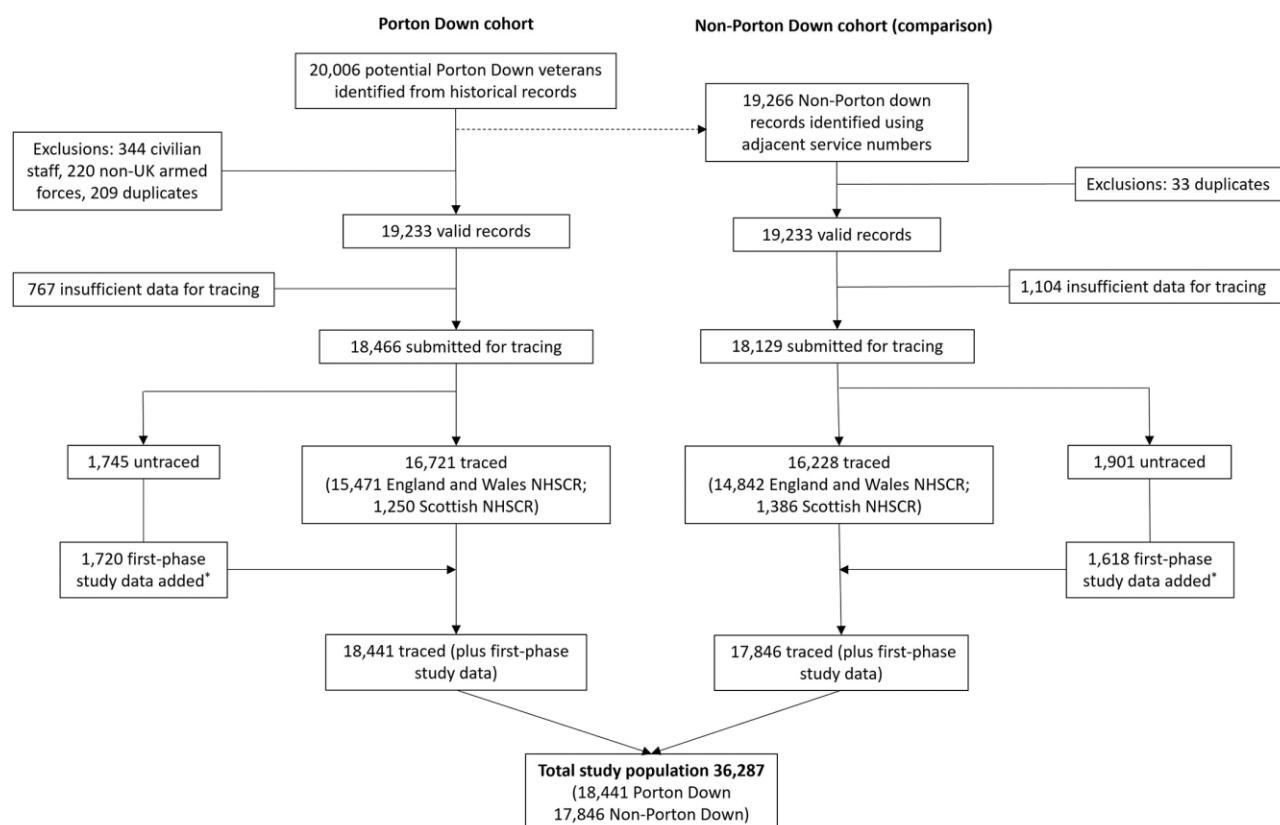 Porton Down cohort
Non-Porton Down cohort (comparison)
20,006 potential Porton Down veterans
identified from historical records
19,266 Non-Porton down
records identified using
adjacent service numbers
Exclusions: 344 civilian
staff, 220 non-UK armed
forces, 209 duplicates
Exclusions: 33 duplicates
19,233 valid records
19,233 valid records
767 insufficient data for tracing
1,104 insufficient data for tracing
18,466 submitted for tracing
18,129 submitted for tracing
1,745 untraced
16,721 traced
(15,471 England and Wales NHSCR;
1,250 Scottish NHSCR)
16,228 traced
(14,842 England and Wales NHSCR;
1,386 Scottish NHSCR)
1,901 untraced
1,720 first-phase
study data added*
1,618 first-phase
study data added*
18,441 traced (plus first-phase
study data)
17,846 traced (plus first-phase
study data)
Total study population 36,287
(18,441 Porton Down
17,846 Non-Porton Down)